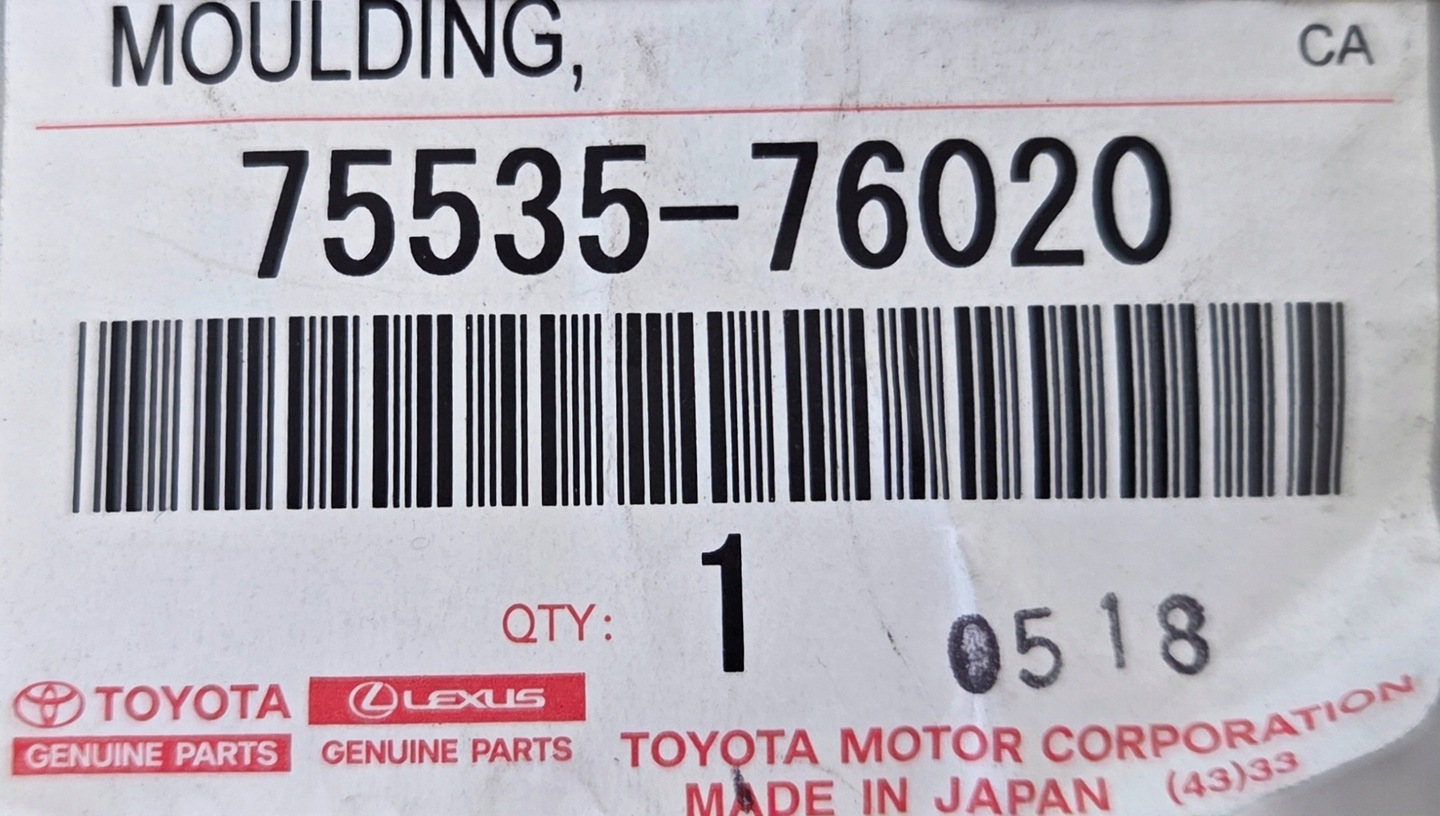 MOULDING,
CA
75535-76020
QTY: 1
0518
TOYOTA
GENUINE PARTS
LEXUS
GENUINE PARTS
TOYOTA MOTOR CORPORATION
MADE IN JAPAN (43)33